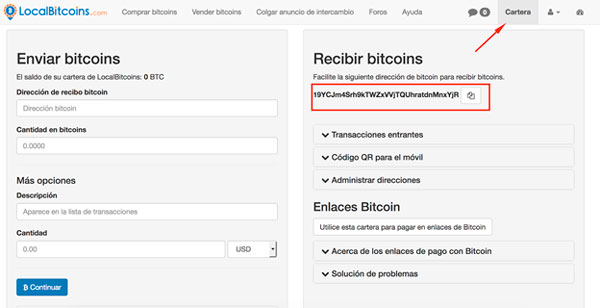 LocalBitcoins.com
Comprar bitcoins Vender bitcoins Colgar anuncio de intercambio Foros Ayuda 0 Cartera
Enviar bitcoins
El saldo de su cartera de LocalBitcoins: 0 BTC
Dirección de recibo bitcoin
Dirección bitcoin
Cantidad en bitcoins
0.0000
Más opciones
Descripción
Aparece en la lista de transacciones
Cantidad
0.00 USD
Continuar
Recibir bitcoins
Facilite la siguiente dirección de bitcoin para recibir bitcoins.
19YCJm4Srh9kTWZxVVjTQUhratdnMnxYjR
Transacciones entrantes
Código QR para el móvil
Administrar direcciones
Enlaces Bitcoin
Utilice esta cartera para pagar en enlaces de Bitcoin
Acerca de los enlaces de pago con Bitcoin
Solución de problemas